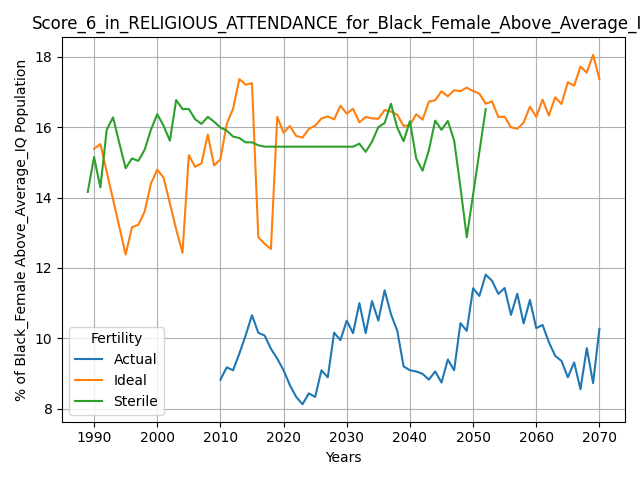 Score_6_in_RELIGIOUS_ATTENDANCE_for_Black_Female_Above_Average_I
% of Black_Female Above_Average_IQ Population
18
16
14
12
10
8
Fertility
Actual
Ideal
Sterile
1990 2000 2010 2020 2030 2040 2050 2060 2070
Years